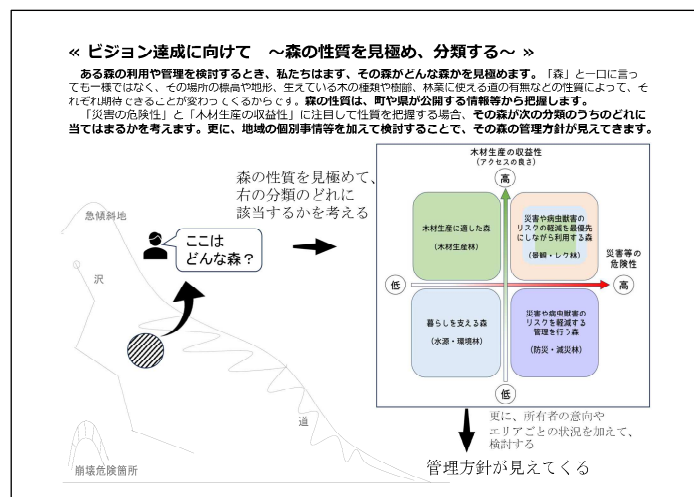 ≪ ビジョン達成に向けて ～森の性質を見極め、分類する～ ≫
ある森の利用や管理を検討するとき、私たちはまず、その森がどんな森かを見極めます。「森」と一口に言っ
ても一様ではなく、その場所の標高や地形、生えている木の種類や樹齢、林業に使える道の有無などの性質によって、そ
れぞれ期待できることが変わってくるからです。森の性質は、町や県が公開する情報等から把握します。
「災害の危険性」と「木材生産の収益性」に注目して性質を把握する場合、その森が次の分類のうちのどれに
当てはまるかを考えます。更に、地域の個別事情等を加えて検討することで、その森の管理方針が見えてきます。
森の性質を見極めて、
右の分類のどれに
該当するかを考える
急傾斜地
ここは
どんな森？
沢
道
崩壊危険箇所
木材生産の収益性
（アクセスの良さ）
高
木材生産に適した森
（木材生産林）
災害や病虫獣害の
リスクの軽減を最優先
にしながら利用する森
（景観・レク林）
災害等の
危険性
低
高
暮らしを支える森
（水源・環境林）
災害や病虫獣害の
リスクを軽減する
管理を行う森
（防災・減災林）
低
更に、所有者の意向や
エリアごとの状況を加えて、
検討する
管理方針が見えてくる